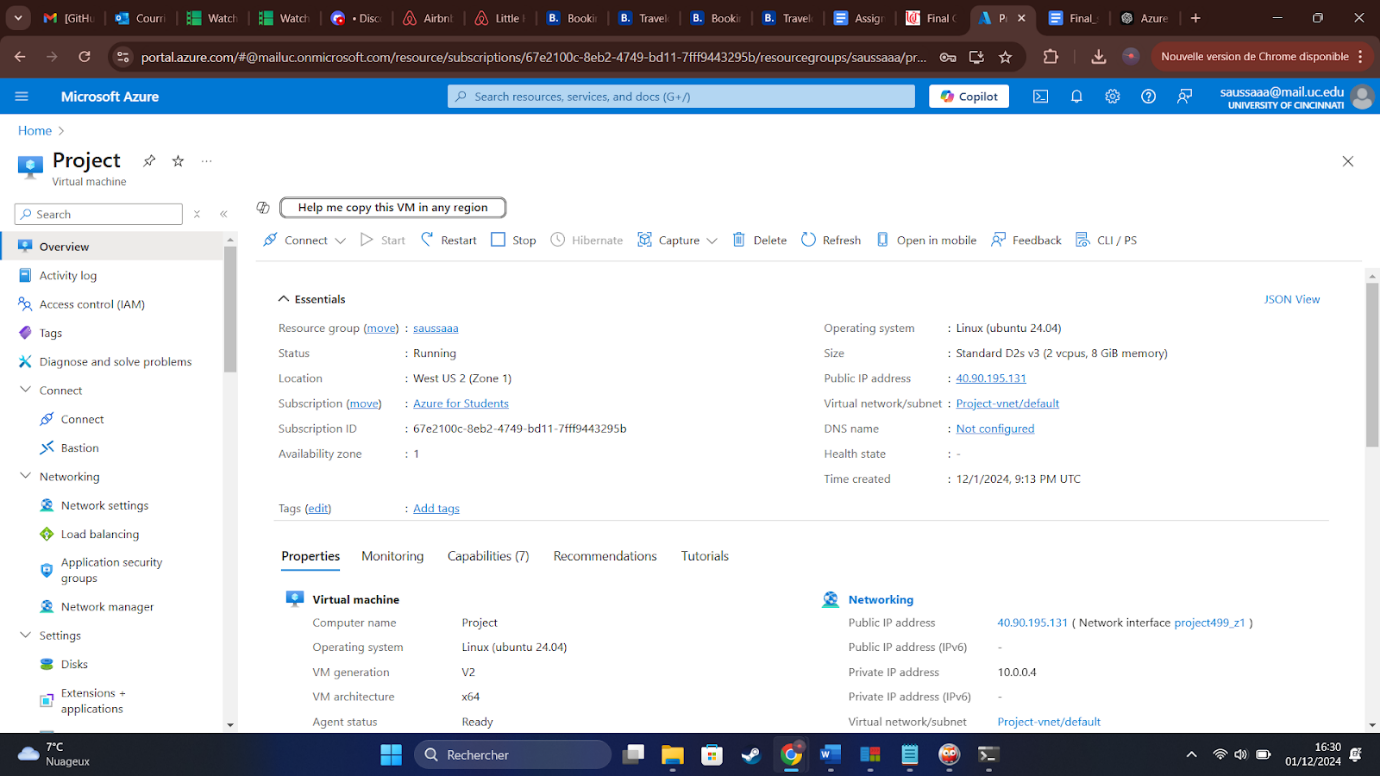 [GitH
Courri
Watch
Watch
• Disc
Airbnb
Little H
Bookin
Travele
Bookin
Travele
Assign
Final C
Final_
Azure
portal.azure.com/#@mailuc.onmicrosoft.com/resource/subscriptions/67e2100c-8eb2-4749-bd11-7fff9443295b/resourcegroups/saussaaa/pr...
Nouvelle version de Chrome disponible
Microsoft Azure
Search resources, services, and docs (G+/)
Copilot
saussaaa@mail.uc.edu
UNIVERSITY OF CINCINNATI
Home >
Project
Virtual machine
Search
Help me copy this VM in any region
Connect
Start
Restart
Stop
Hibernate
Capture
Delete
Refresh
Open in mobile
Feedback
CLI / PS
Overview
Activity log
Access control (IAM)
Tags
Diagnose and solve problems
Connect
Connect
Bastion
Networking
Network settings
Load balancing
Application security
groups
Network manager
Settings
Disks
Extensions +
applications
Essentials
JSON View
Resource group (move) : saussaaa
Status : Running
Location : West US 2 (Zone 1)
Subscription (move) : Azure for Students
Subscription ID : 67e2100c-8eb2-4749-bd11-7fff9443295b
Availability zone : 1
Operating system : Linux (ubuntu 24.04)
Size : Standard D2s v3 (2 vcpus, 8 GiB memory)
Public IP address : 40.90.195.131
Virtual network/subnet : Project-vnet/default
DNS name : Not configured
Health state : -
Time created : 12/1/2024, 9:13 PM UTC
Tags (edit) : Add tags
Properties
Monitoring
Capabilities (7)
Recommendations
Tutorials
Virtual machine
Computer name Project
Operating system Linux (ubuntu 24.04)
VM generation V2
VM architecture x64
Agent status Ready
Networking
Public IP address 40.90.195.131 ( Network interface project499_z1 )
Public IP address (IPv6) -
Private IP address 10.0.0.4
Private IP address (IPv6) -
Virtual network/subnet Project-vnet/default
7°C
Nuageux
Rechercher
16:30
01/12/2024